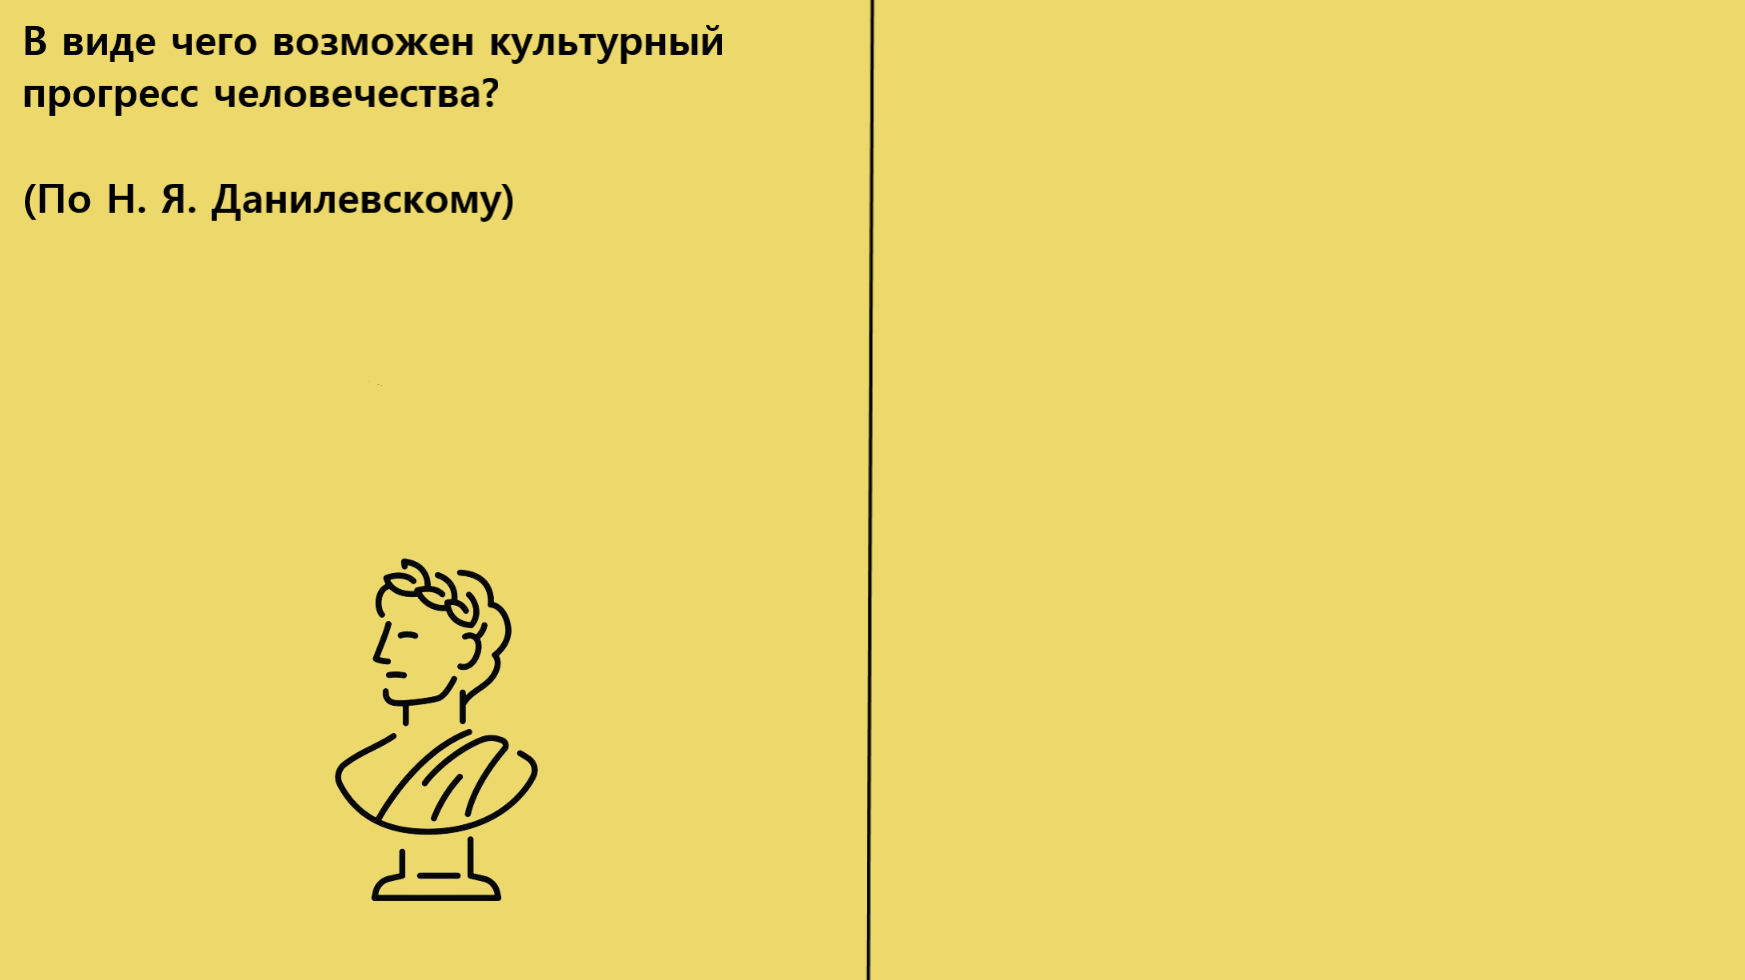 В виде чего возможен культурный
прогресс человечества?
(По Н. Я. Данилевскому)